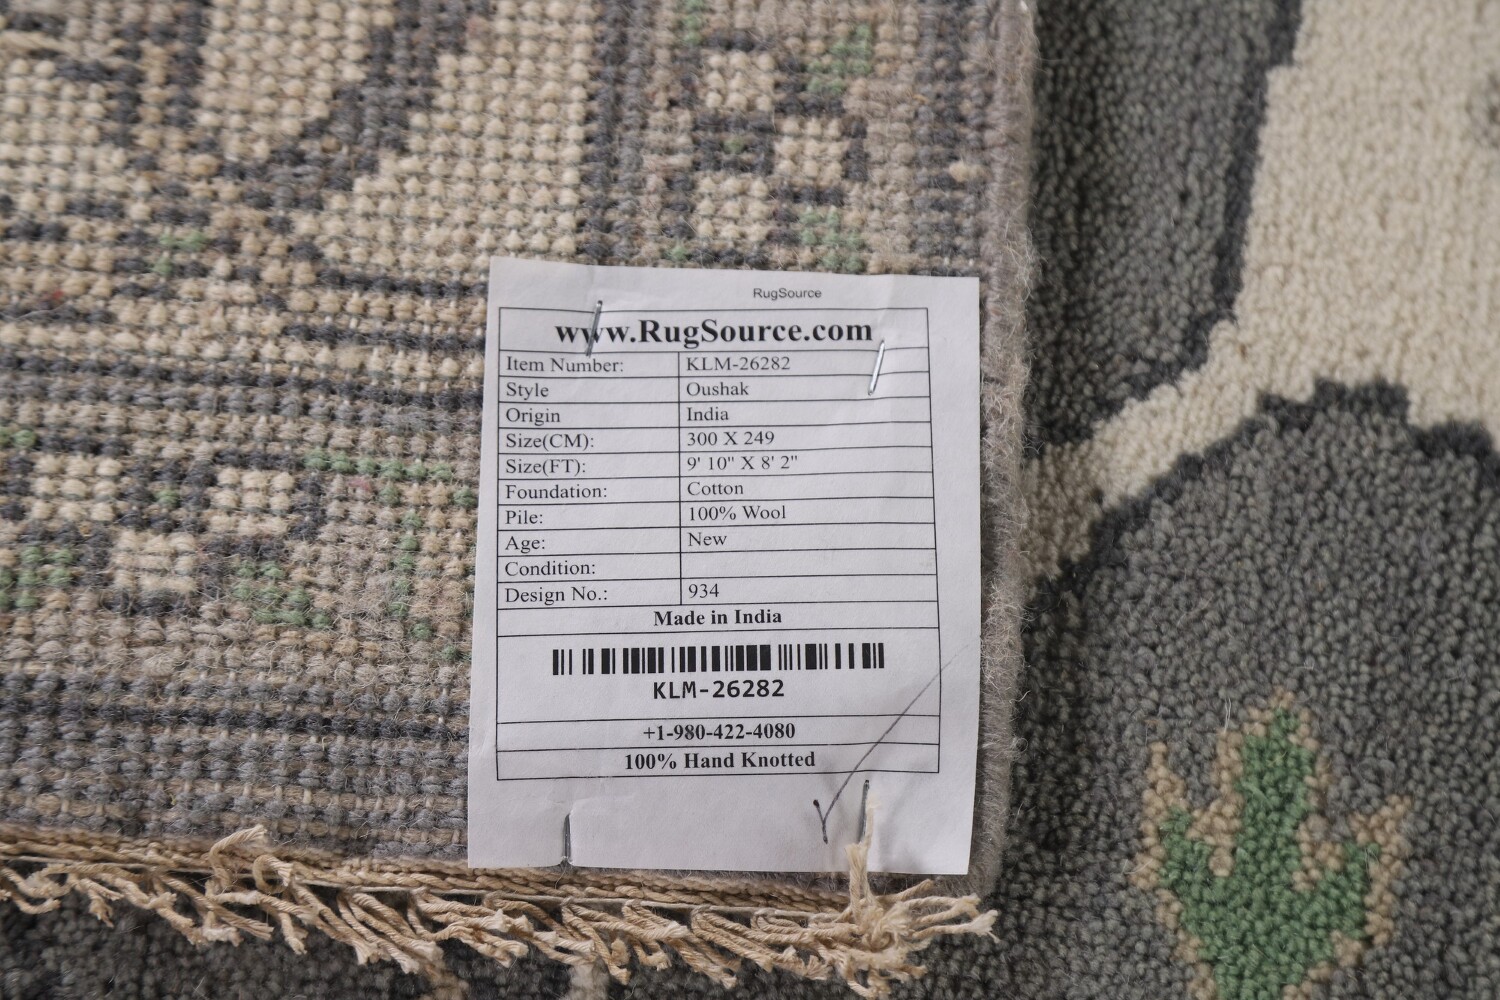 RugSource
www.RugSource.com
Item Number: KLM-26282
Style Oushak
Origin India
Size(CM): 300 X 249
Size(FT): 9' 10" X 8' 2"
Foundation: Cotton
Pile: 100% Wool
Age: New
Condition:
Design No.: 934
Made in India
KLM-26282
+1-980-422-4080
100% Hand Knotted